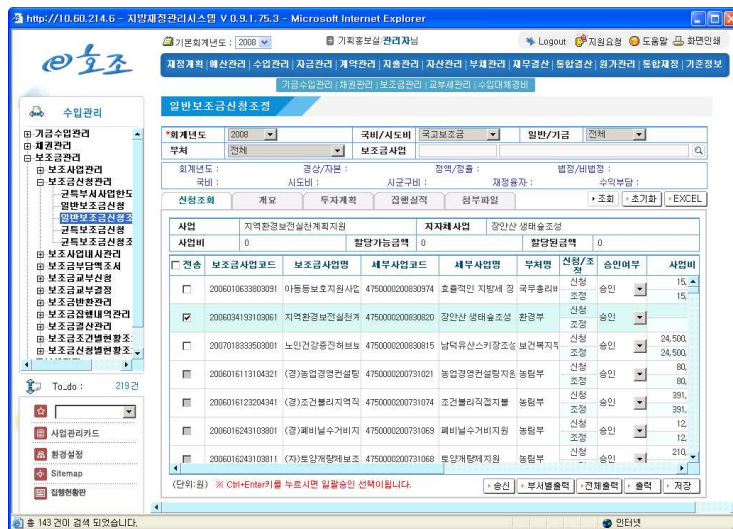 http://10.60.214.6 - 지방재정관리시스템 V 0.9.1.75.3 - Microsoft Internet Explorer
e호조
기본회계년도 : 2008 기획홍보실/관리자님 Logout 지원요청 도움말 화면인쇄
재정계획 | 예산관리 | 수입관리 | 자금관리 | 계약관리 | 지출관리 | 자산관리 | 부채관리 | 재무결산 | 통합결산 | 원가관리 | 통합재정 | 기준정보
기금수입관리 | 채권관리 | 보조금관리 | 교부세관리 | 수입대체경비
수입관리
기금수입관리
채권관리
보조금관리
보조사업관리
보조금신청관리
균특부서사업한도
일반보조금신청
일반보조금신청조
균특보조금신청
균특보조금신청조
보조사업내시관리
보조금부담액조서
보조금교부신청
보조금교부결정
보조금반환관리
보조금집행내역관리
보조금결산관리
보조금조건별현황조
보조금신청별현황조
To_do : 219건
사업관리카드
환경설정
Sitemap
집행현황판
일반보조금신청조정
*회계년도 2008 국비/시도비 국고보조금 일반/기금 전체
부처 전체 보조금사업
회계년도 : 경상/자본 : 정액/정률 : 법정/비법정 :
국비 : 시도비 : 시군구비 : 재정융자 : 수익부담 :
신청조회 개요 투자계획 집행실적 첨부파일 조회 초기화 EXCEL
사업 지역환경보전실천계획지원 지자체사업 장안산 생태숲조성
사업비 0 할당가능금액 0 할당된금액 0
전송 보조금사업코드 보조금사업명 세부사업코드 세부사업명 부처명 신청/조정 승인여부 사업비
2006010633803091 아동등보호지원사업 4750000200830974 효율적인 지방세 징 국무총리비 신청 조정 승인 15, 15,
2006034193103061 지역환경보전실천계 4750000200830820 장안산 생태숲조성 환경부 신청 조정 승인
2007018333503001 노인건강증진허브보 4750000200830815 남덕유산스키장조성 보건복지부 신청 조정 승인 24,500, 24,500,
2006016113104321 (경)농업경영컨설팅 4750000200731021 농업경영컨설팅지원 농림부 신청 조정 승인 80, 80,
2006016123204341 (경)조건불리지역직 4750000200731074 조건불리직접지불 농림부 신청 조정 승인 391, 391,
2006016243103801 (경)폐비닐수거비지 4750000200731069 폐비닐수거비지원 농림부 신청 조정 승인 12, 12,
2006016243103811 (자)토양개량제보조 4750000200731068 토양개량제지원 농림부 신청 조정 승인 210,
(단위:원) ※ Ctrl+Enter키를 누르시면 일괄승인 선택이됩니다. 송신 부서별출력 전체출력 출력 저장
총 143 건이 검색 되었습니다. 인터넷